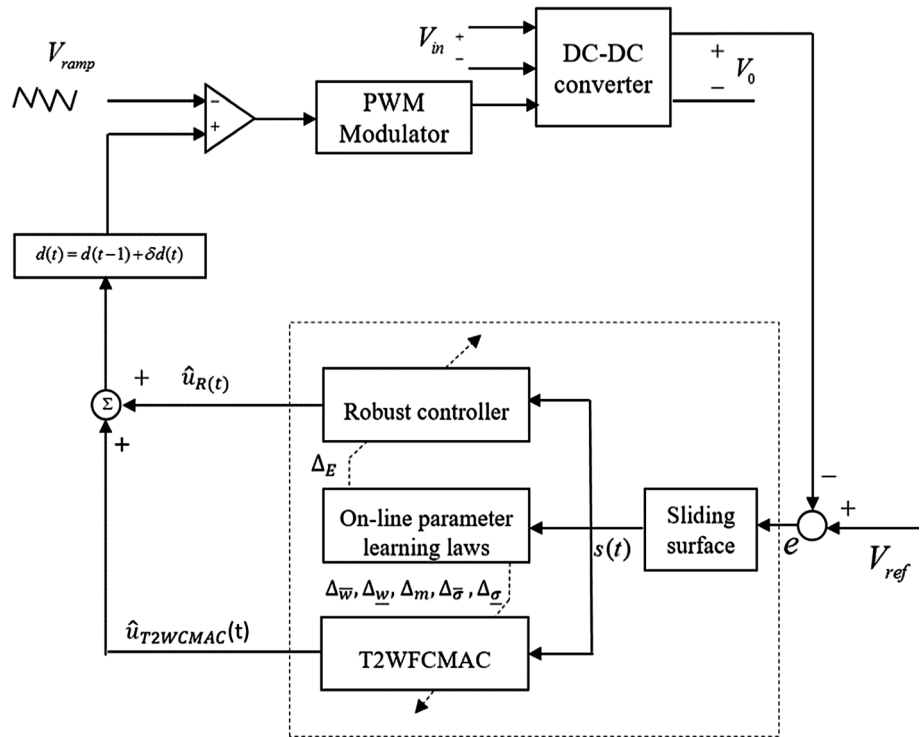 V_ramp
−
+
PWM
Modulator
V_in
+
−
DC-DC
converter
+
−
V_0
d(t) = d(t−1) + δd(t)
+
û_R(t)
Σ
+
Robust controller
Δ_E
On-line parameter
learning laws
s(t)
Sliding
surface
e
−
+
V_ref
Δ_w̅, Δ_w̲, Δ_m, Δ_σ̅, Δ_σ̲
û_T2WCMAC(t)
T2WFCMAC